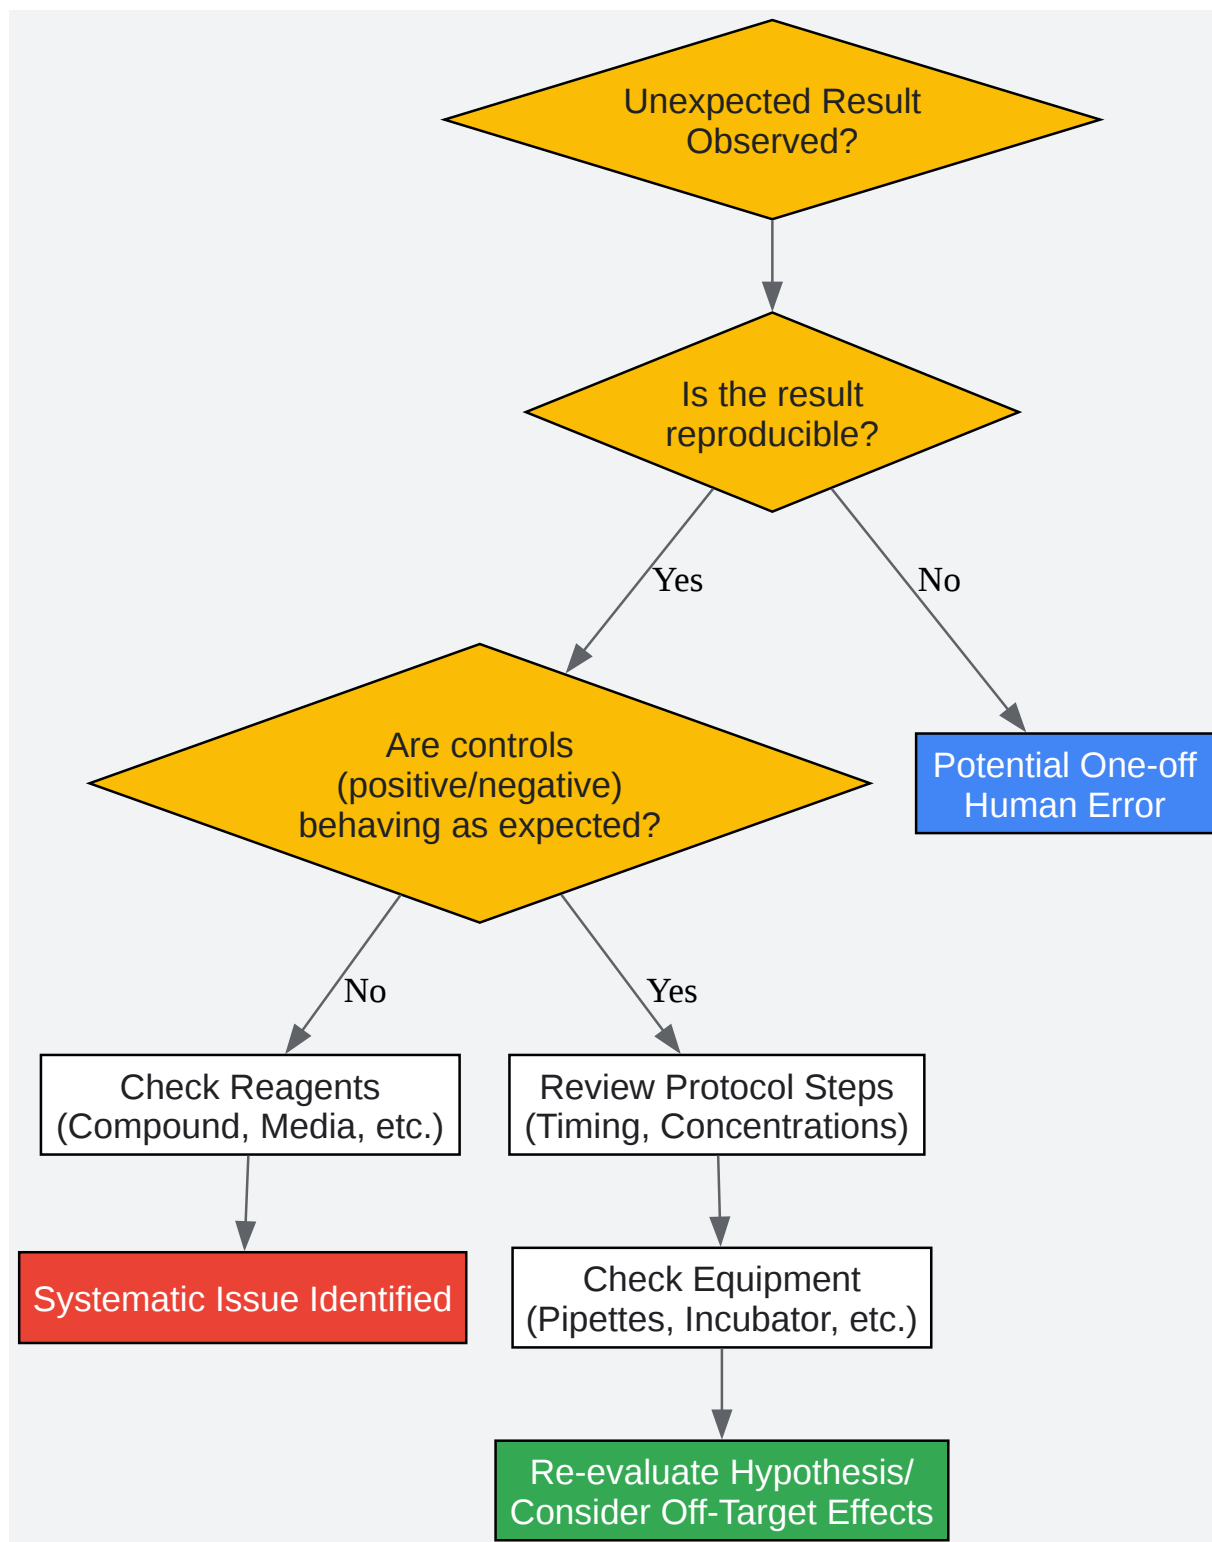 Unexpected Result
Observed?
Is the result
reproducible?
Yes
No
Are controls
(positive/negative)
behaving as expected?
Potential One-off
Human Error
No
Yes
Check Reagents
(Compound, Media, etc.)
Review Protocol Steps
(Timing, Concentrations)
Systematic Issue Identified
Check Equipment
(Pipettes, Incubator, etc.)
Re-evaluate Hypothesis/
Consider Off-Target Effects